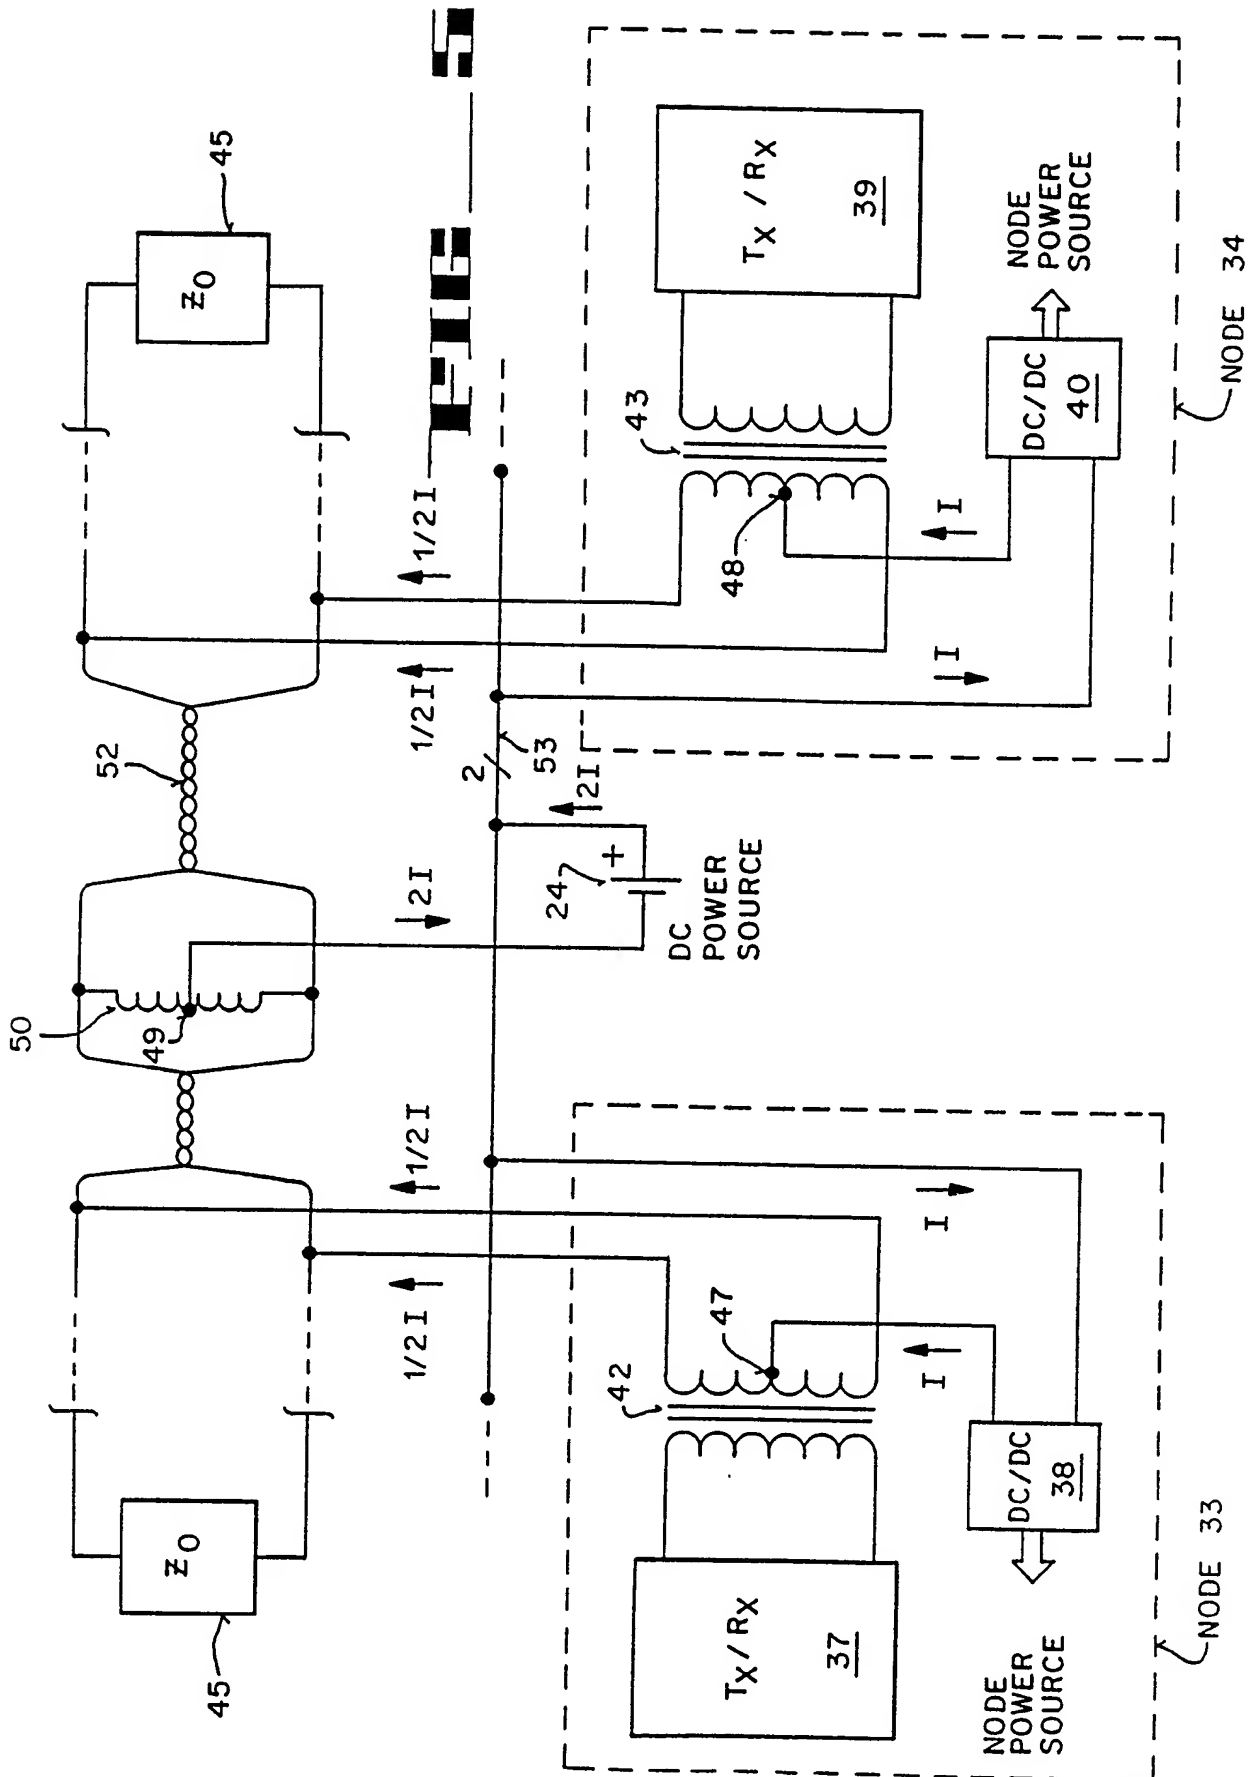 FIG 5
45
Z0
50
49
52
45
Z0
1/2I
1/2I
2I
24
+
DC
POWER
SOURCE
2I
2
53
1/2I
1/2I
NODE 33
TX/RX
37
42
47
I
I
DC/DC
38
NODE
POWER
SOURCE
NODE 34
TX/RX
39
43
48
I
I
DC/DC
40
NODE
POWER
SOURCE